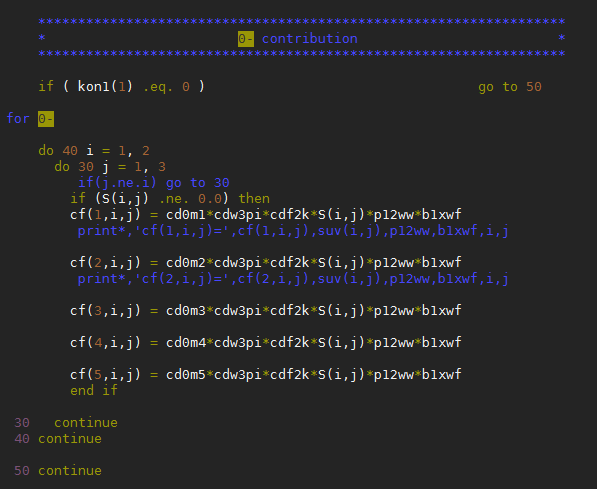 ******************************************************************
*                        0- contribution                         *
******************************************************************
if ( kon1(1) .eq. 0 )                                  go to 50
for 0-
do 40 i = 1, 2
do 30 j = 1, 3
if(j.ne.i) go to 30
if (S(i,j) .ne. 0.0) then
cf(1,i,j) = cd0m1*cdw3pi*cdf2k*S(i,j)*p12ww*b1xwf
print*,'cf(1,i,j)=',cf(1,i,j),suv(i,j),p12ww,b1xwf,i,j
cf(2,i,j) = cd0m2*cdw3pi*cdf2k*S(i,j)*p12ww*b1xwf
print*,'cf(2,i,j)=',cf(2,i,j),suv(i,j),p12ww,b1xwf,i,j
cf(3,i,j) = cd0m3*cdw3pi*cdf2k*S(i,j)*p12ww*b1xwf
cf(4,i,j) = cd0m4*cdw3pi*cdf2k*S(i,j)*p12ww*b1xwf
cf(5,i,j) = cd0m5*cdw3pi*cdf2k*S(i,j)*p12ww*b1xwf
end if
30   continue
40 continue
50 continue